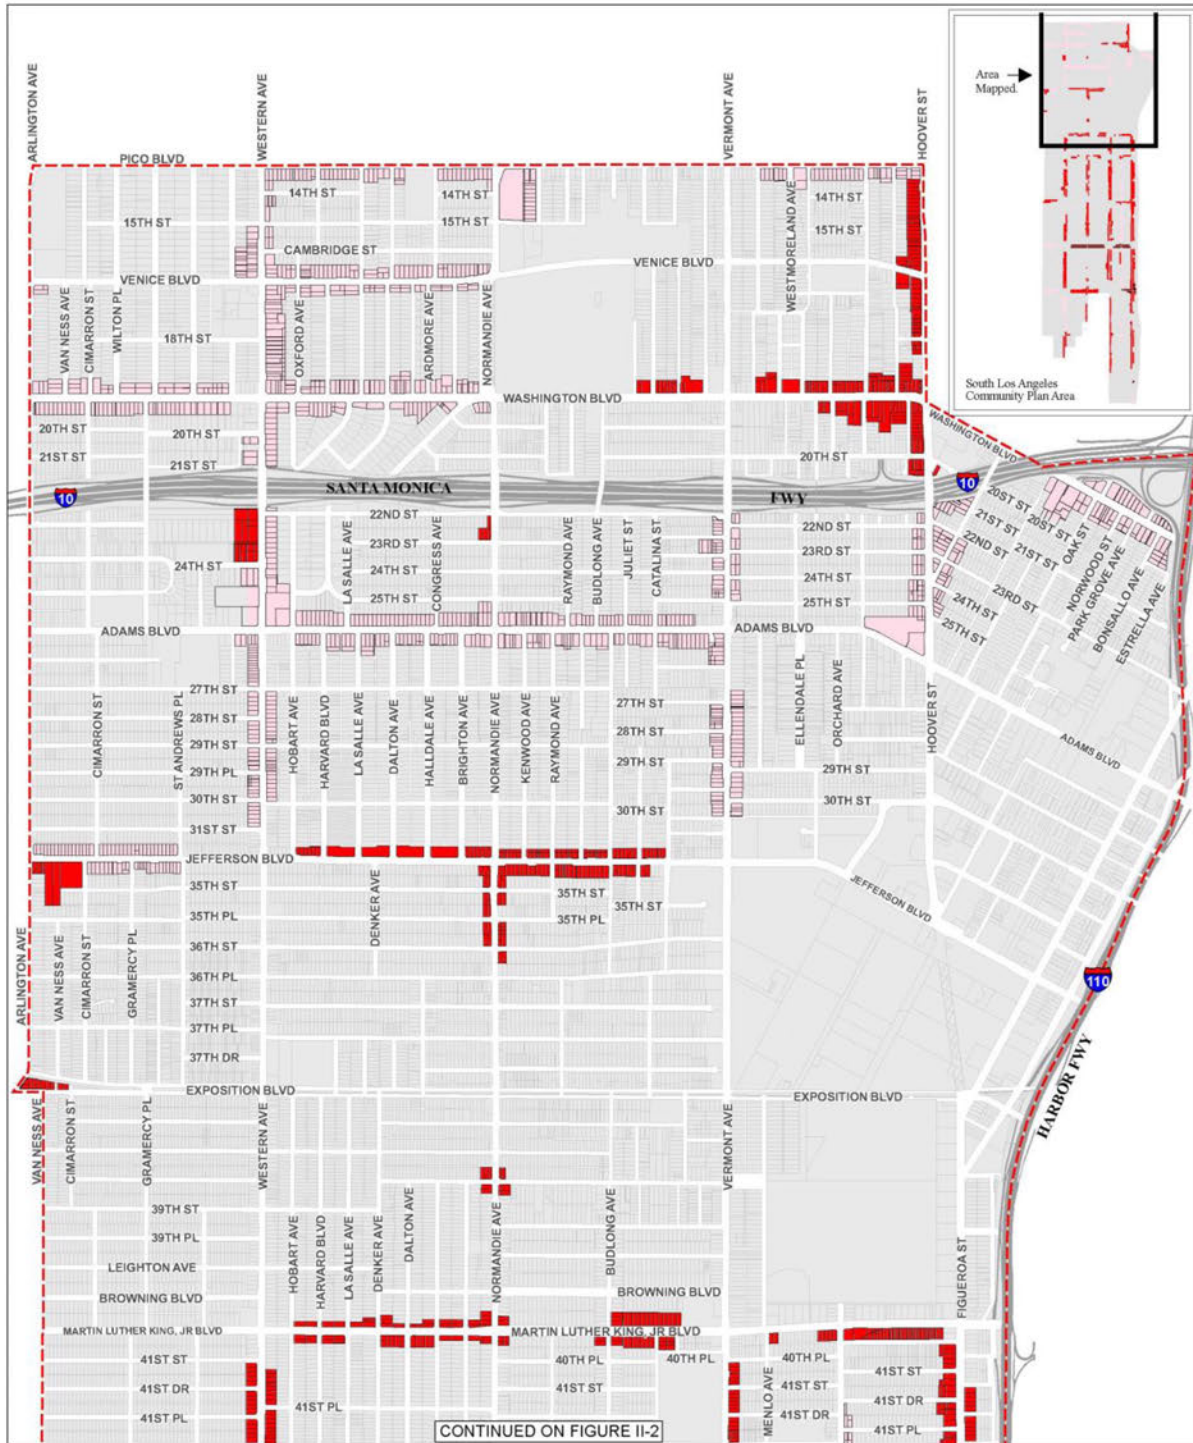 ARLINGTON AVE
WESTERN AVE
VERMONT AVE
HOOVER ST
Area
Mapped.
South Los Angeles
Community Plan Area
PICO BLVD
14TH ST
14TH ST
14TH ST
15TH ST
15TH ST
15TH ST
WESTMORELAND AVE
CAMBRIDGE ST
VENICE BLVD
VENICE BLVD
VAN NESS AVE
CIMARRON ST
WILTON PL
18TH ST
OXFORD AVE
ARDMORE AVE
NORMANDIE AVE
WASHINGTON BLVD
WASHINGTON BLVD
20TH ST
20TH ST
21ST ST
21ST ST
20TH ST
10
SANTA MONICA
FWY
10
20ST ST
20ST ST
21ST ST
21ST ST
22ND ST
23RD ST
24TH ST
25TH ST
OAK ST
NORWOOD ST
PARK GROVE AVE
BONSALLO AVE
ESTRELLA AVE
22ND ST
23RD ST
24TH ST
25TH ST
24TH ST
LA SALLE AVE
CONGRESS AVE
RAYMOND AVE
BUDLONG AVE
JULIET ST
CATALINA ST
22ND ST
23RD ST
24TH ST
25TH ST
ADAMS BLVD
ADAMS BLVD
ADAMS BLVD
CIMARRON ST
ST ANDREWS PL
27TH ST
28TH ST
29TH ST
29TH PL
30TH ST
31ST ST
HOBART AVE
HARVARD BLVD
LA SALLE AVE
DALTON AVE
HALLDALE AVE
BRIGHTON AVE
NORMANDIE AVE
KENWOOD AVE
RAYMOND AVE
27TH ST
28TH ST
29TH ST
30TH ST
ELLENDALE PL
ORCHARD AVE
HOOVER ST
29TH ST
30TH ST
JEFFERSON BLVD
JEFFERSON BLVD
35TH ST
35TH PL
36TH ST
36TH PL
37TH ST
37TH PL
37TH DR
DENKER AVE
35TH ST
35TH ST
35TH PL
ARLINGTON AVE
VAN NESS AVE
CIMARRON ST
GRAMERCY PL
110
HARBOR FWY
EXPOSITION BLVD
EXPOSITION BLVD
VAN NESS AVE
CIMARRON ST
GRAMERCY PL
WESTERN AVE
VERMONT AVE
39TH ST
39TH PL
LEIGHTON AVE
BROWNING BLVD
HOBART AVE
HARVARD BLVD
LA SALLE AVE
DENKER AVE
DALTON AVE
NORMANDIE AVE
BUDLONG AVE
BROWNING BLVD
FIGUEROA ST
MARTIN LUTHER KING, JR BLVD
MARTIN LUTHER KING, JR BLVD
41ST ST
41ST DR
41ST PL
41ST PL
40TH PL
40TH PL
41ST ST
MENLO AVE
40TH PL
41ST ST
41ST DR
41ST ST
41ST DR
41ST PL
CONTINUED ON FIGURE II-2